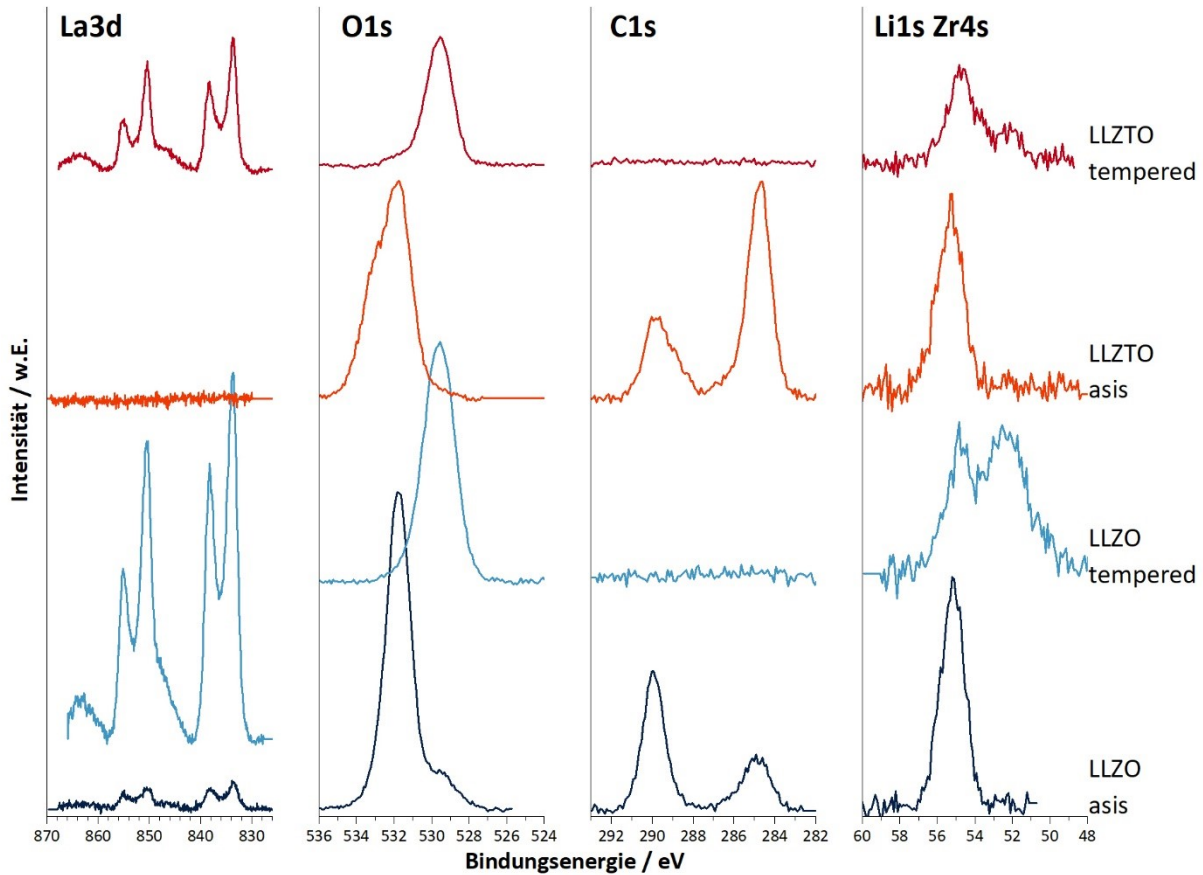 La3d
O1s
C1s
Li1s Zr4s
LLZTO
tempered
LLZTO
asis
LLZO
tempered
LLZO
asis
Intensität / w.E.
870 860 850 840 830
536 534 532 530 528 526 524
290 288 286 284 282
60 58 56 54 52 50 48
Bindungsenergie / eV